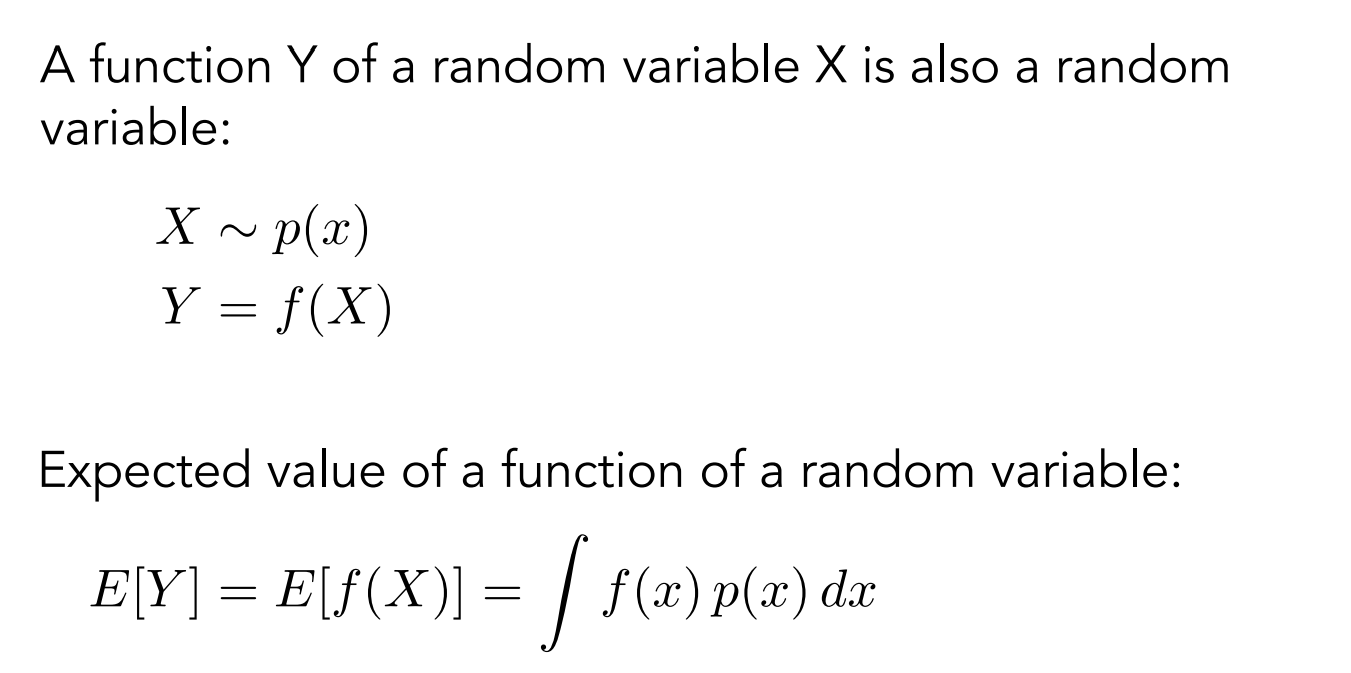 A function Y of a random variable X is also a random
variable:
X ∼ p(x)
Y = f(X)
Expected value of a function of a random variable:
E[Y] = E[f(X)] = ∫ f(x) p(x) dx